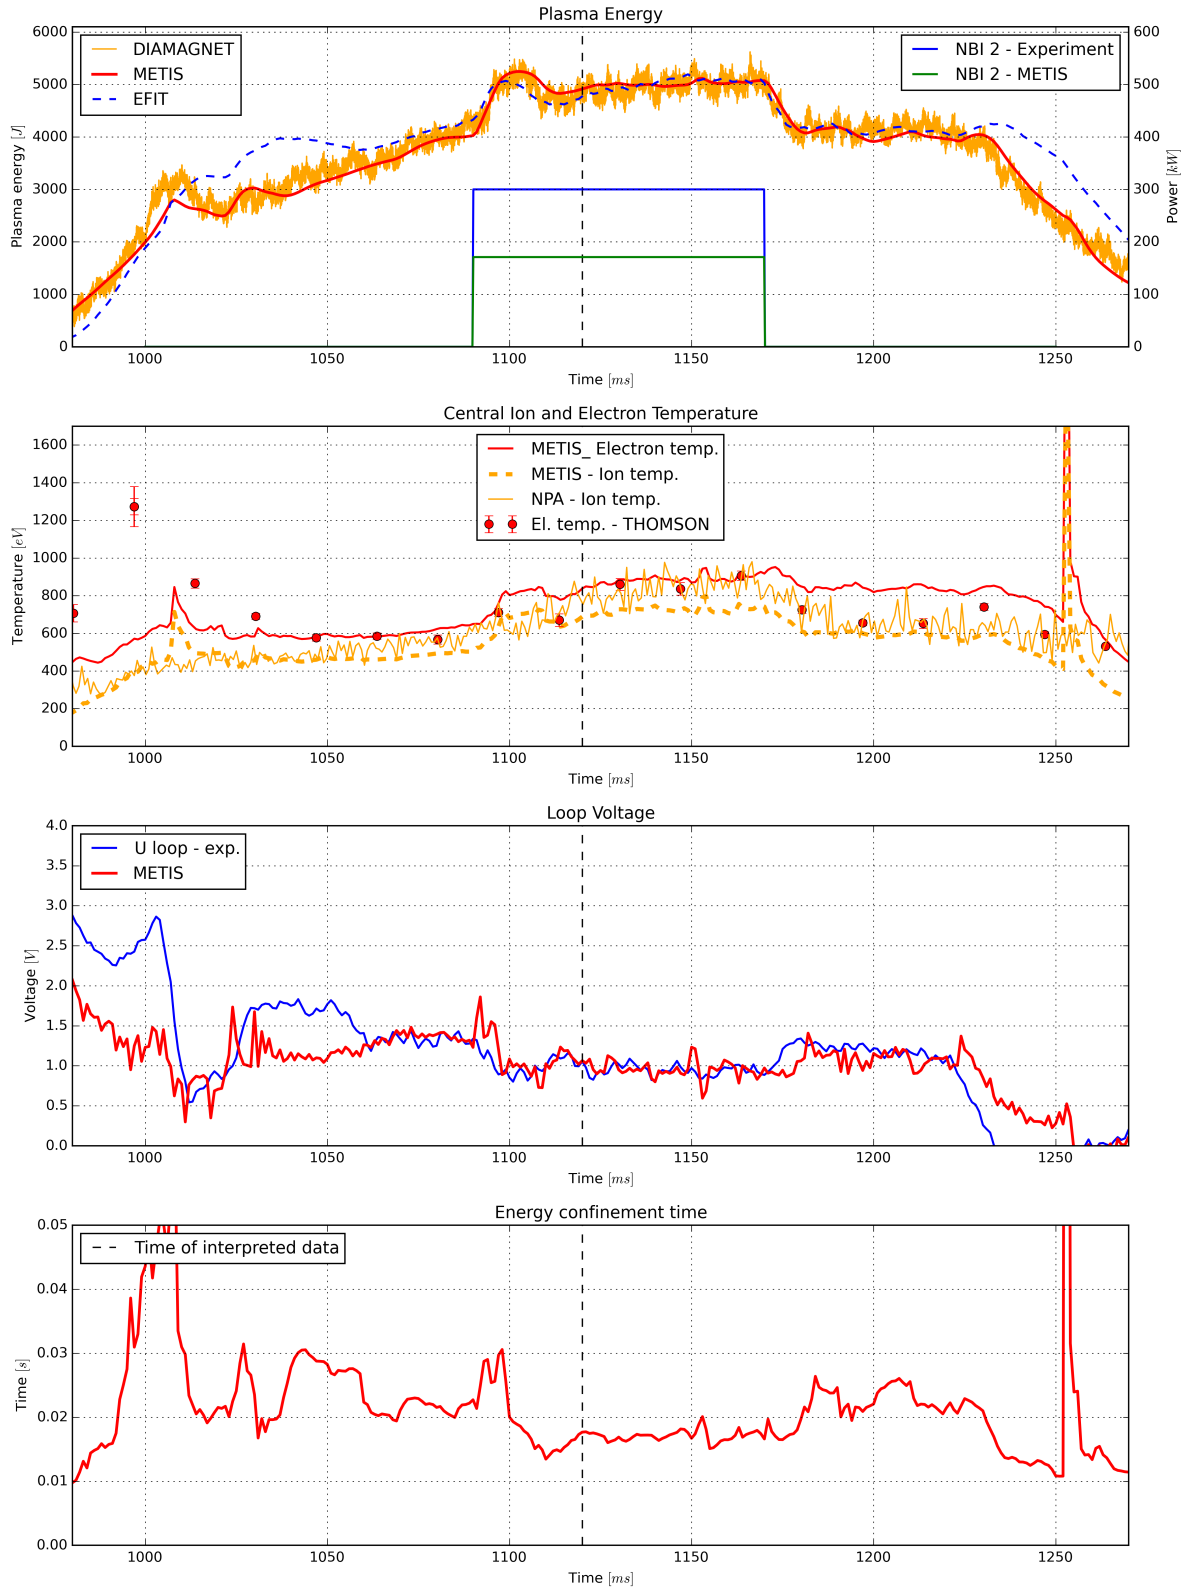 Plasma Energy
DIAMAGNET
METIS
EFIT
NBI 2 - Experiment
NBI 2 - METIS
Plasma energy [J]
6000
5000
4000
3000
2000
1000
0
Power [kW]
600
500
400
300
200
100
0
1000 1050 1100 1150 1200 1250
Time [ms]
Central Ion and Electron Temperature
METIS_ Electron temp.
METIS - Ion temp.
NPA - Ion temp.
El. temp. - THOMSON
Temperature [eV]
1600
1400
1200
1000
800
600
400
200
0
1000 1050 1100 1150 1200 1250
Time [ms]
Loop Voltage
U loop - exp.
METIS
Voltage [V]
4.0
3.5
3.0
2.5
2.0
1.5
1.0
0.5
0.0
1000 1050 1100 1150 1200 1250
Time [ms]
Energy confinement time
Time of interpreted data
Time [s]
0.05
0.04
0.03
0.02
0.01
0.00
1000 1050 1100 1150 1200 1250
Time [ms]